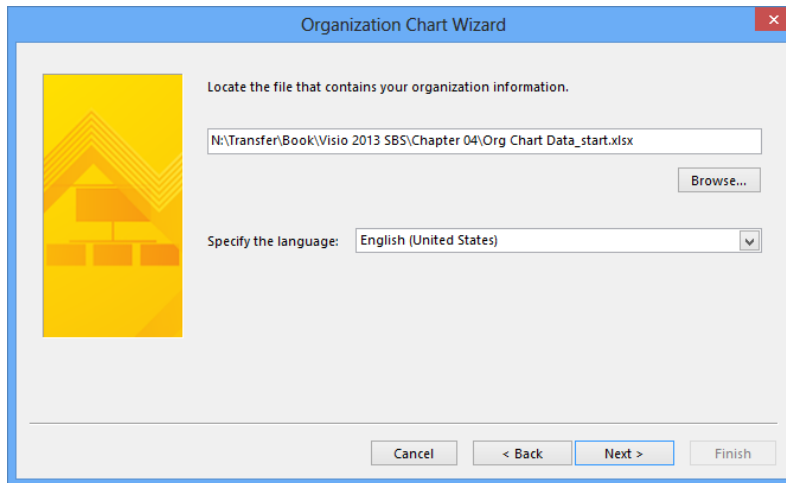 Organization Chart Wizard
Locate the file that contains your organization information.
N:\Transfer\Book\Visio 2013 SBS\Chapter 04\Org Chart Data_start.xlsx
Browse...
Specify the language: English (United States)
Cancel < Back Next > Finish